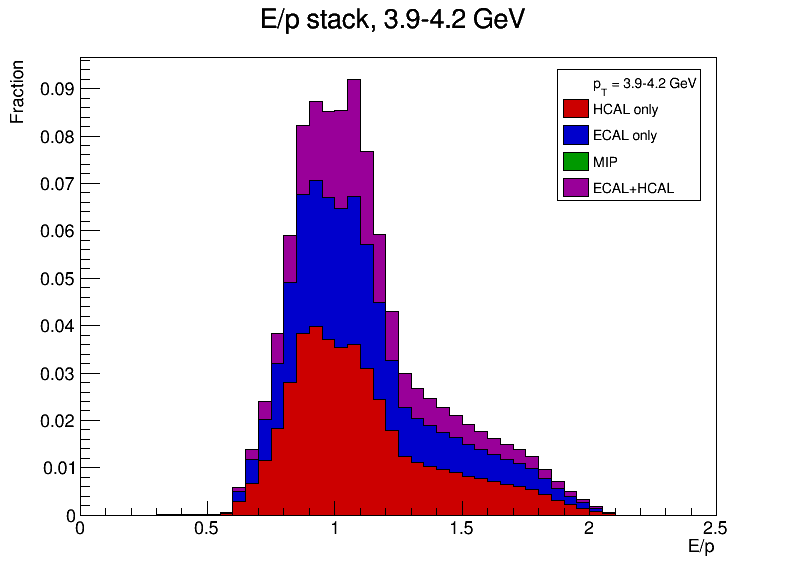 E/p stack, 3.9-4.2 GeV
Fraction
p_T = 3.9-4.2 GeV
HCAL only
ECAL only
MIP
ECAL+HCAL
0.09
0.08
0.07
0.06
0.05
0.04
0.03
0.02
0.01
0
0 0.5 1 1.5 2 2.5
E/p